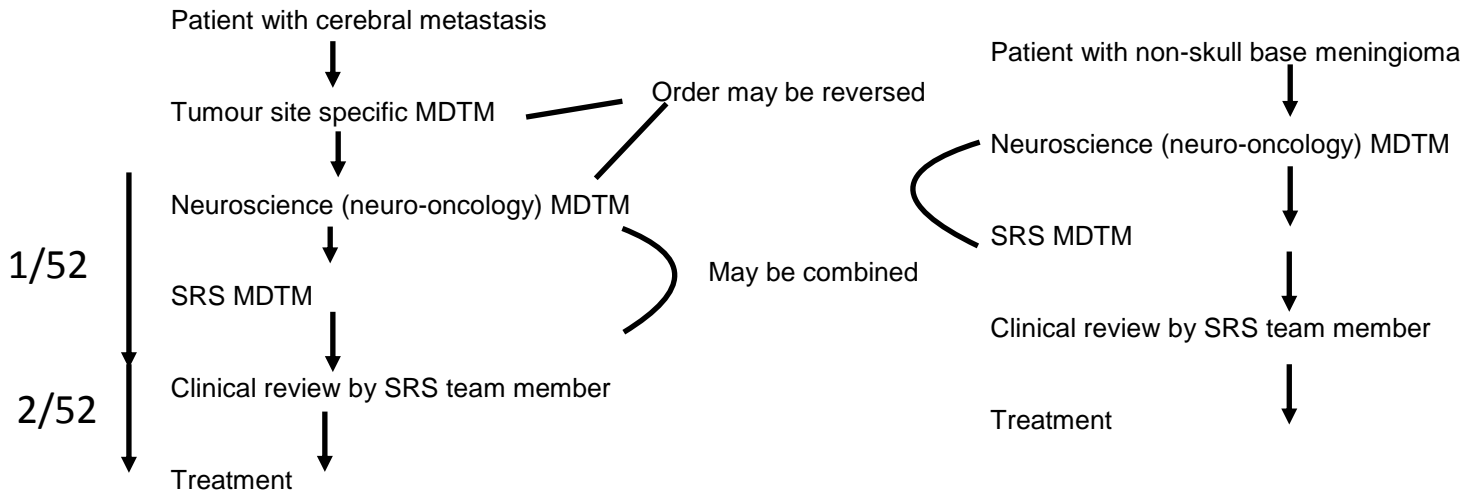 Patient with cerebral metastasis
Tumour site specific MDTM
Order may be reversed
Neuroscience (neuro-oncology) MDTM
1/52
SRS MDTM
May be combined
2/52
Clinical review by SRS team member
Treatment
Patient with non-skull base meningioma
Neuroscience (neuro-oncology) MDTM
SRS MDTM
Clinical review by SRS team member
Treatment